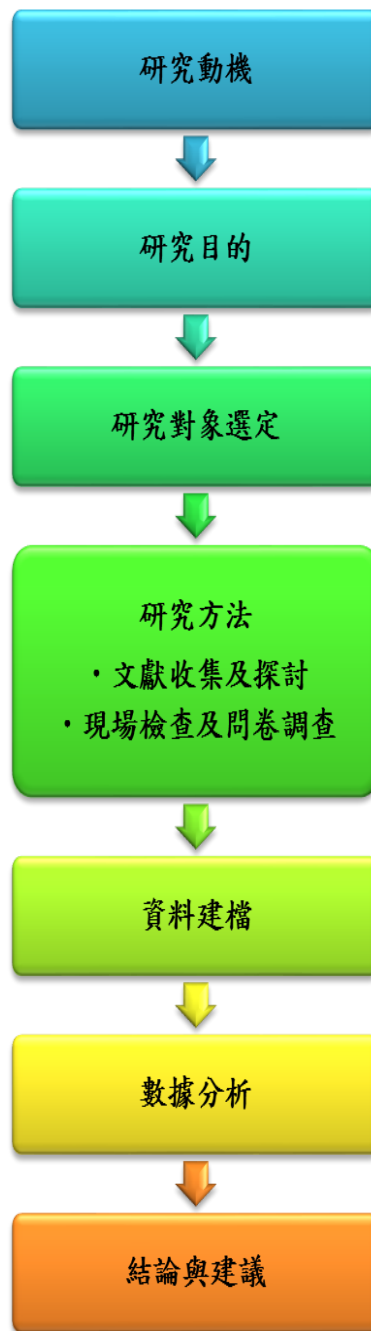 研究動機
研究目的
研究對象選定
研究方法
・文獻收集及探討
・現場檢查及問卷調查
資料建檔
數據分析
結論與建議